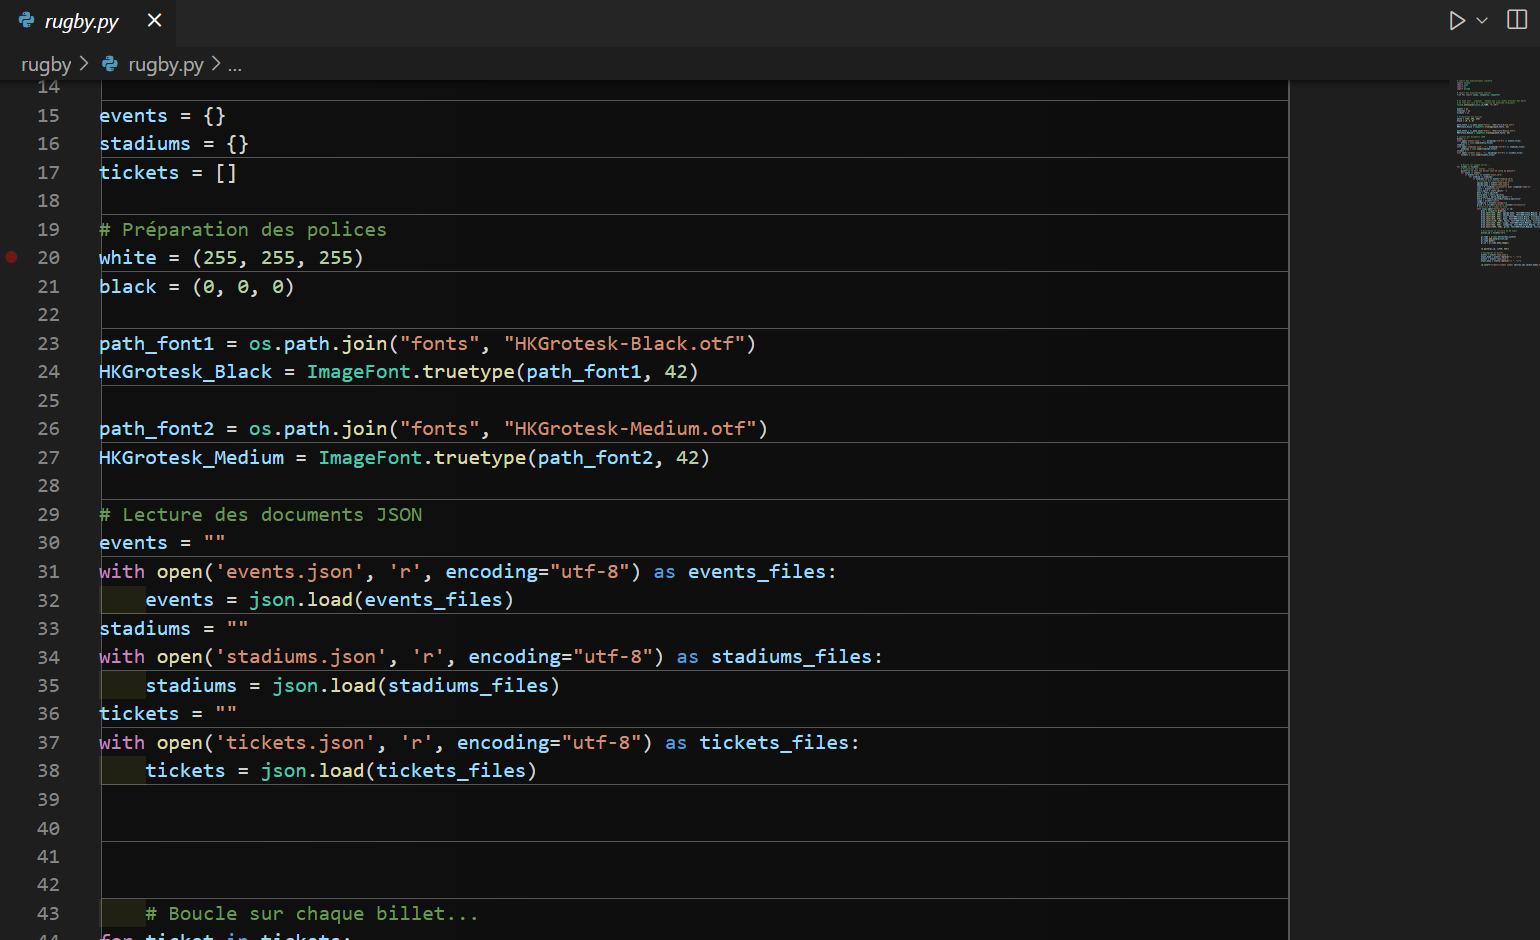 rugby.py
rugby > rugby.py > ...
14
15 events = {}
16 stadiums = {}
17 tickets = []
18
19 # Préparation des polices
20 white = (255, 255, 255)
21 black = (0, 0, 0)
22
23 path_font1 = os.path.join("fonts", "HKGrotesk-Black.otf")
24 HKGrotesk_Black = ImageFont.truetype(path_font1, 42)
25
26 path_font2 = os.path.join("fonts", "HKGrotesk-Medium.otf")
27 HKGrotesk_Medium = ImageFont.truetype(path_font2, 42)
28
29 # Lecture des documents JSON
30 events = ""
31 with open('events.json', 'r', encoding="utf-8") as events_files:
32     events = json.load(events_files)
33 stadiums = ""
34 with open('stadiums.json', 'r', encoding="utf-8") as stadiums_files:
35     stadiums = json.load(stadiums_files)
36 tickets = ""
37 with open('tickets.json', 'r', encoding="utf-8") as tickets_files:
38     tickets = json.load(tickets_files)
39
40
41
42
43     # Boucle sur chaque billet...
44 for ticket in tickets: